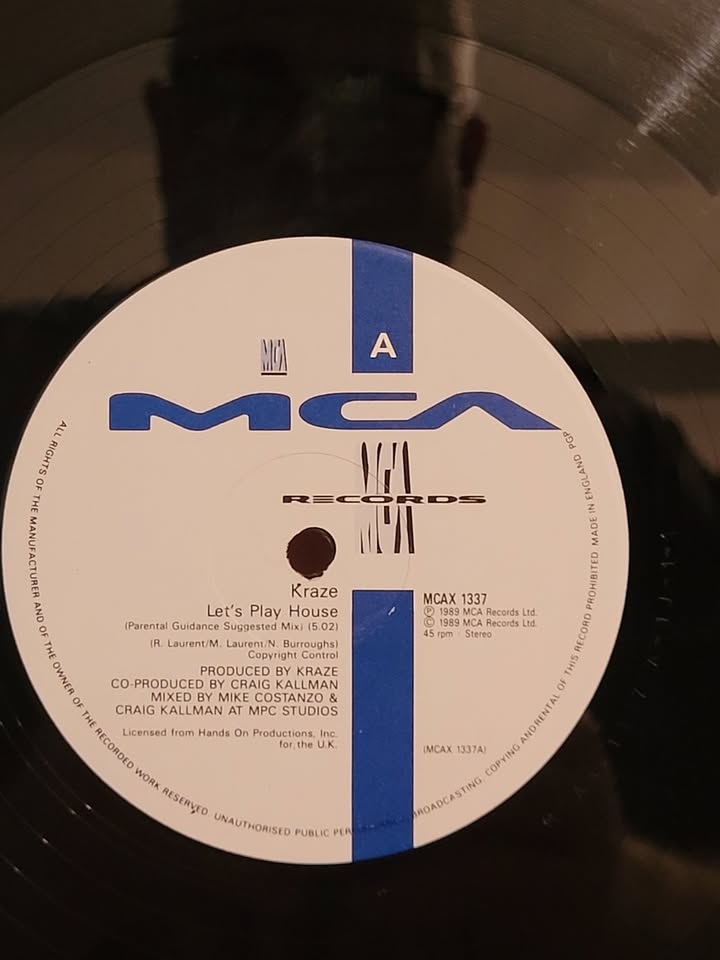 A
MCA
MCA
MCA
RECORDS
Kraze
Let's Play House
(Parental Guidance Suggested Mix) (5.02)
(R. Laurent/M. Laurent/N. Burroughs)
Copyright Control
PRODUCED BY KRAZE
CO-PRODUCED BY CRAIG KALLMAN
MIXED BY MIKE COSTANZO &
CRAIG KALLMAN AT MPC STUDIOS
Licensed from Hands On Productions, Inc.
for the U.K.
MCAX 1337
Ⓟ 1989 MCA Records Ltd.
© 1989 MCA Records Ltd.
45 rpm · Stereo
(MCAX 1337A)
ALL RIGHTS OF THE MANUFACTURER AND OF THE OWNER OF THE RECORDED WORK RESERVED. UNAUTHORISED PUBLIC BROADCASTING, COPYING AND RENTAL OF THIS RECORD PROHIBITED. MADE IN ENGLAND PGP